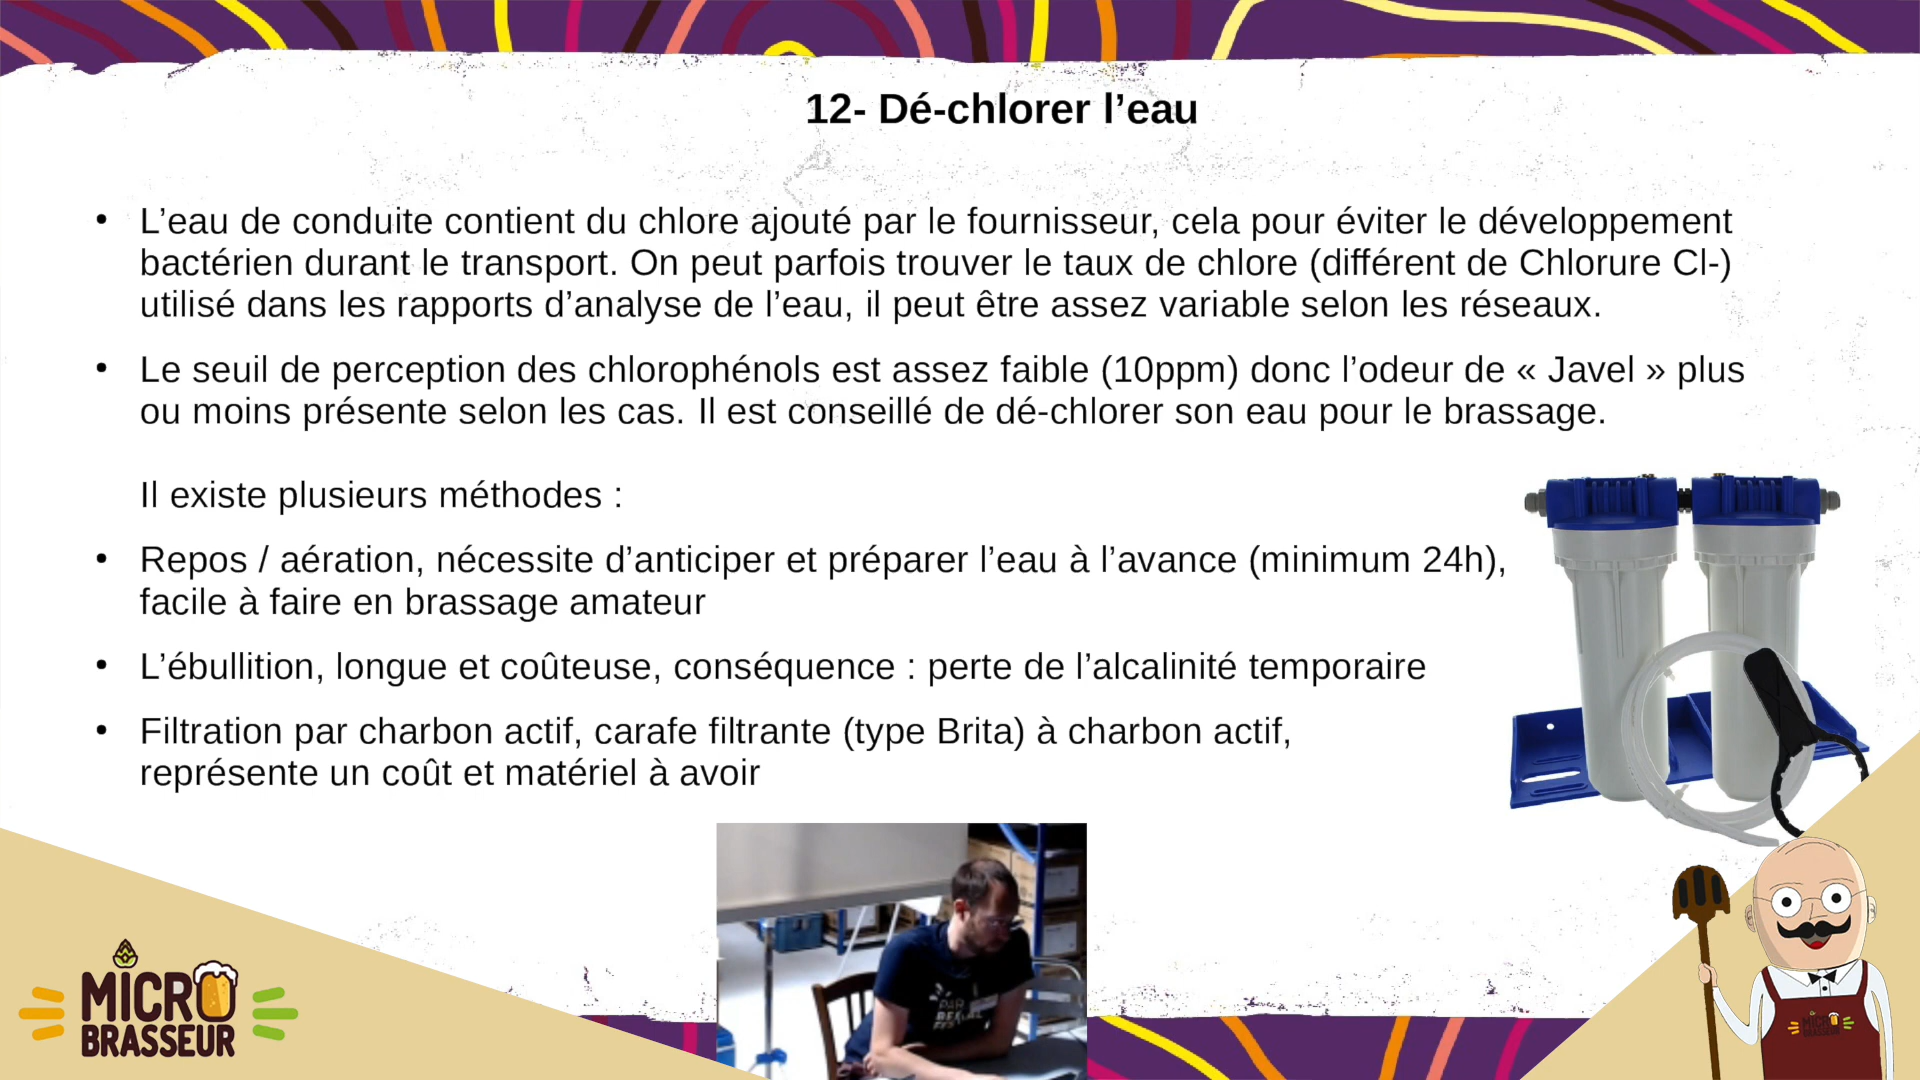 12- Dé-chlorer l’eau
• L’eau de conduite contient du chlore ajouté par le fournisseur, cela pour éviter le développement
bactérien durant le transport. On peut parfois trouver le taux de chlore (différent de Chlorure Cl-)
utilisé dans les rapports d’analyse de l’eau, il peut être assez variable selon les réseaux.
• Le seuil de perception des chlorophénols est assez faible (10ppm) donc l’odeur de « Javel » plus
ou moins présente selon les cas. Il est conseillé de dé-chlorer son eau pour le brassage.
Il existe plusieurs méthodes :
• Repos / aération, nécessite d’anticiper et préparer l’eau à l’avance (minimum 24h),
facile à faire en brassage amateur
• L’ébullition, longue et coûteuse, conséquence : perte de l’alcalinité temporaire
• Filtration par charbon actif, carafe filtrante (type Brita) à charbon actif,
représente un coût et matériel à avoir
MICRO
BRASSEUR
MICRO
BRASSEUR